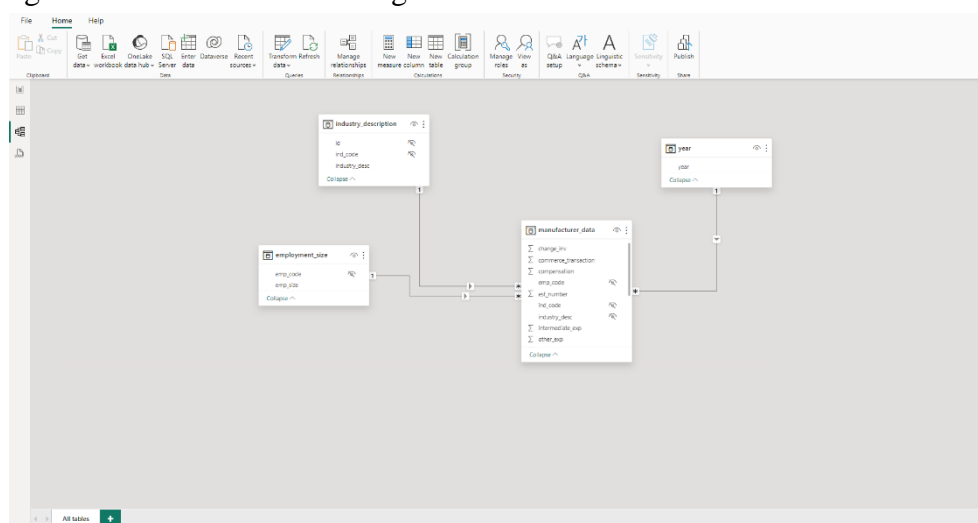 File Home Help
Cut
Copy
Paste
Get data
Excel workbook
OneLake data hub
SQL Server
Enter data
Dataverse
Recent sources
Transform data
Refresh
Manage relationships
New measure
New column
New table
Calculation group
Manage roles
View as
Q&A setup
Language
Linguistic schema
Sensitivity
Publish
Clipboard
Data
Queries
Relationships
Calculations
Security
Q&A
Sensitivity
Share
industry_description
id
ind_code
industry_desc
Collapse
1
year
year
Collapse
1
employment_size
emp_code
emp_size
Collapse
1
manufacturer_data
Σ change_inv
Σ commerce_transaction
Σ compensation
emp_code
Σ est_number
ind_code
industry_desc
Σ intermediate_exp
Σ other_exp
Collapse
*
*
*
All tables
+